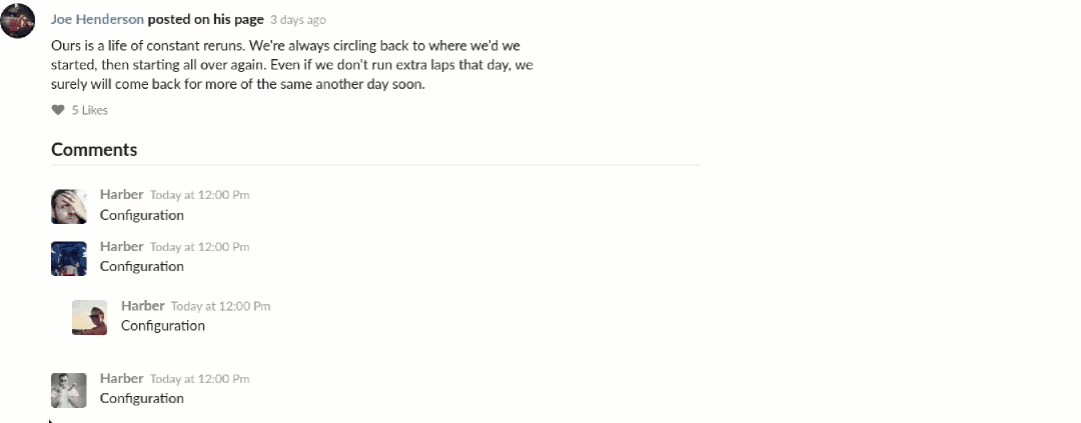 Joe Henderson posted on his page 3 days ago
Ours is a life of constant reruns. We're always circling back to where we'd we
started, then starting all over again. Even if we don't run extra laps that day, we
surely will come back for more of the same another day soon.
5 Likes
Comments
Harber Today at 12:00 Pm
Configuration
Harber Today at 12:00 Pm
Configuration
Harber Today at 12:00 Pm
Configuration
Harber Today at 12:00 Pm
Configuration